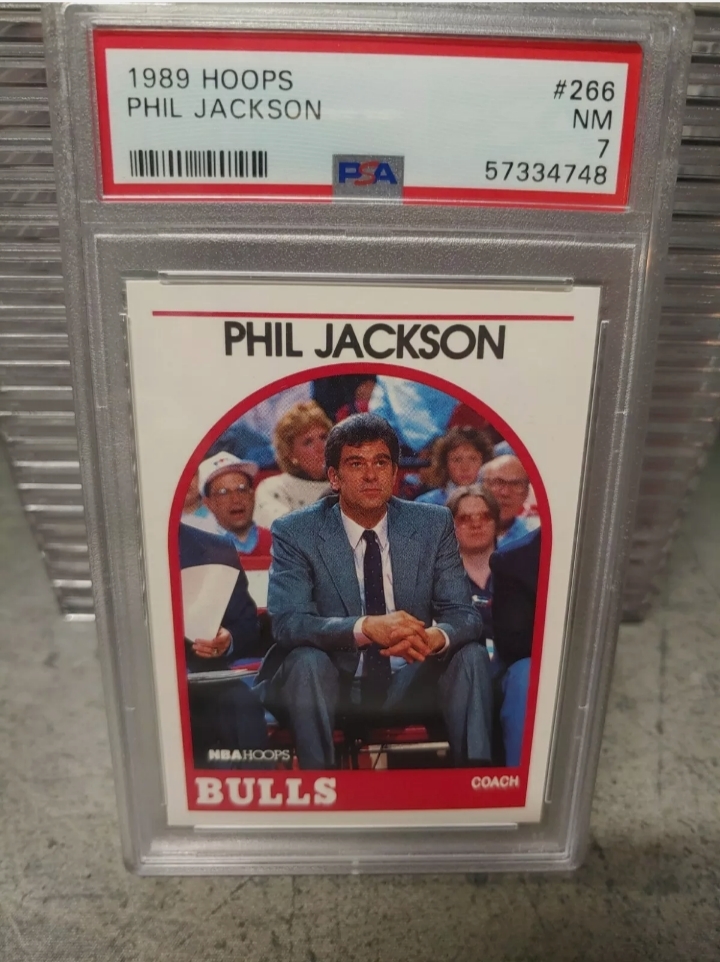 1989 HOOPS
PHIL JACKSON
#266
NM
7
57334748
PSA
PHIL JACKSON
NBA HOOPS
BULLS
COACH